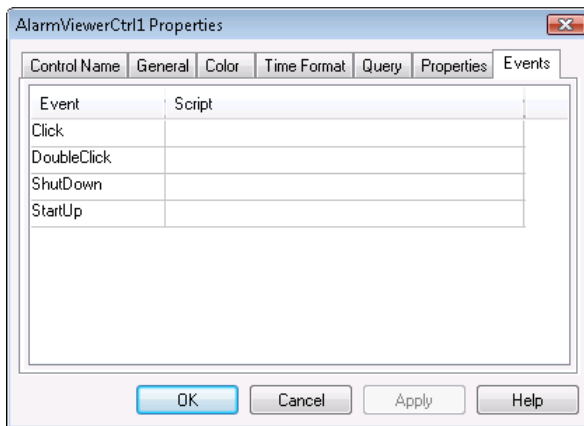 AlarmViewerCtrl1 Properties
Control Name General Color Time Format Query Properties Events
Event Script
Click
DoubleClick
ShutDown
StartUp
OK Cancel Apply Help